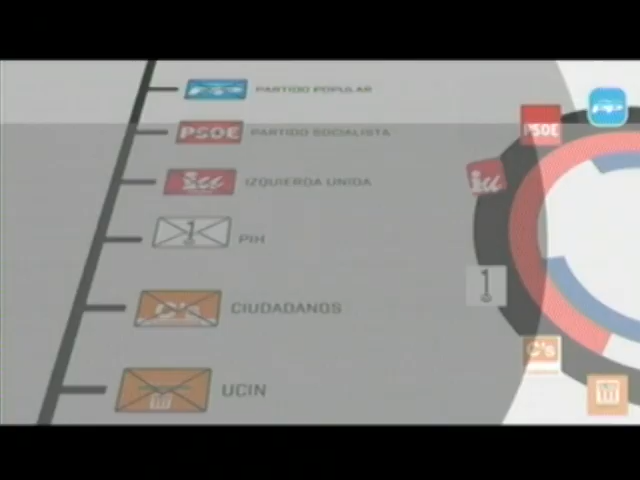 PARTIDO POPULAR
PSOE PARTIDO SOCIALISTA
iu IZQUIERDA UNIDA
PIH
C's CIUDADANOS
UCIN
PSOE
iu
C's